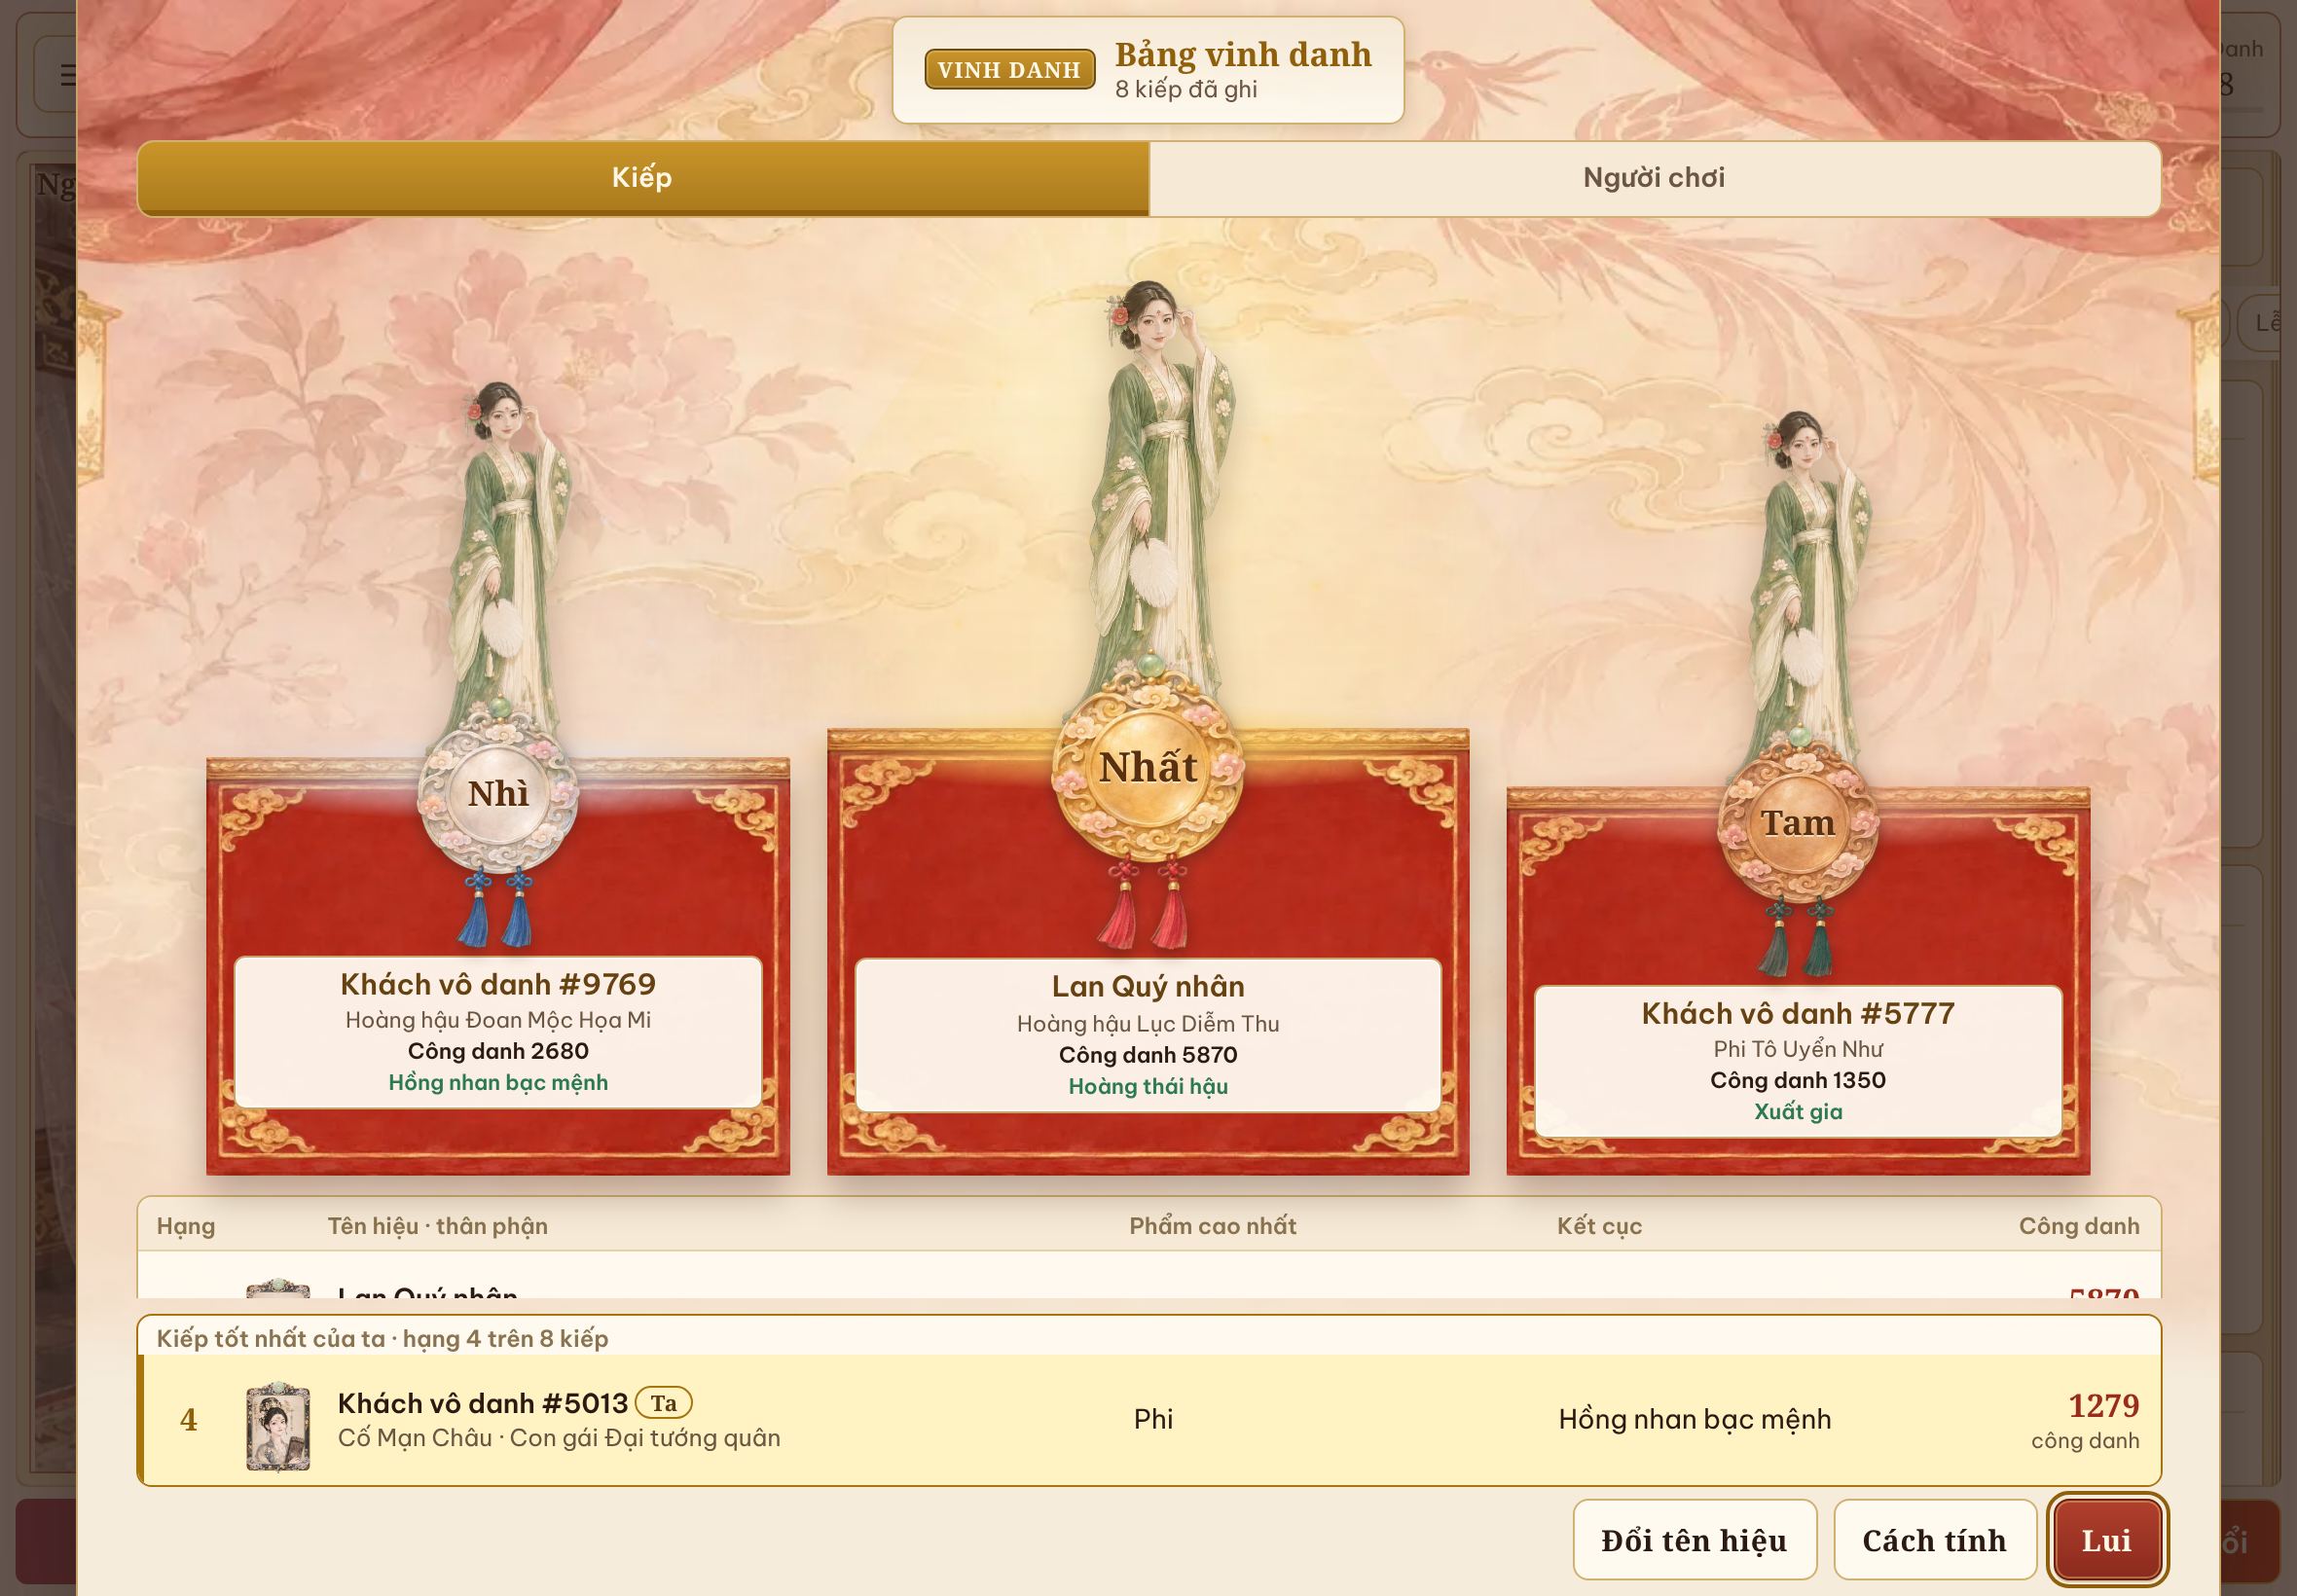 VINH DANH
Bảng vinh danh
8 kiếp đã ghi
Kiếp
Người chơi
Nhì
Nhất
Tam
Khách vô danh #9769
Hoàng hậu Đoan Mộc Họa Mi
Công danh 2680
Hồng nhan bạc mệnh
Lan Quý nhân
Hoàng hậu Lục Diễm Thu
Công danh 5870
Hoàng thái hậu
Khách vô danh #5777
Phi Tô Uyển Như
Công danh 1350
Xuất gia
Hạng Tên hiệu · thân phận Phẩm cao nhất Kết cục Công danh
Lan Quý nhân 5870
Kiếp tốt nhất của ta · hạng 4 trên 8 kiếp
4 Khách vô danh #5013 Ta Phi Hồng nhan bạc mệnh 1279
Cố Mạn Châu · Con gái Đại tướng quân công danh
Đổi tên hiệu Cách tính Lui